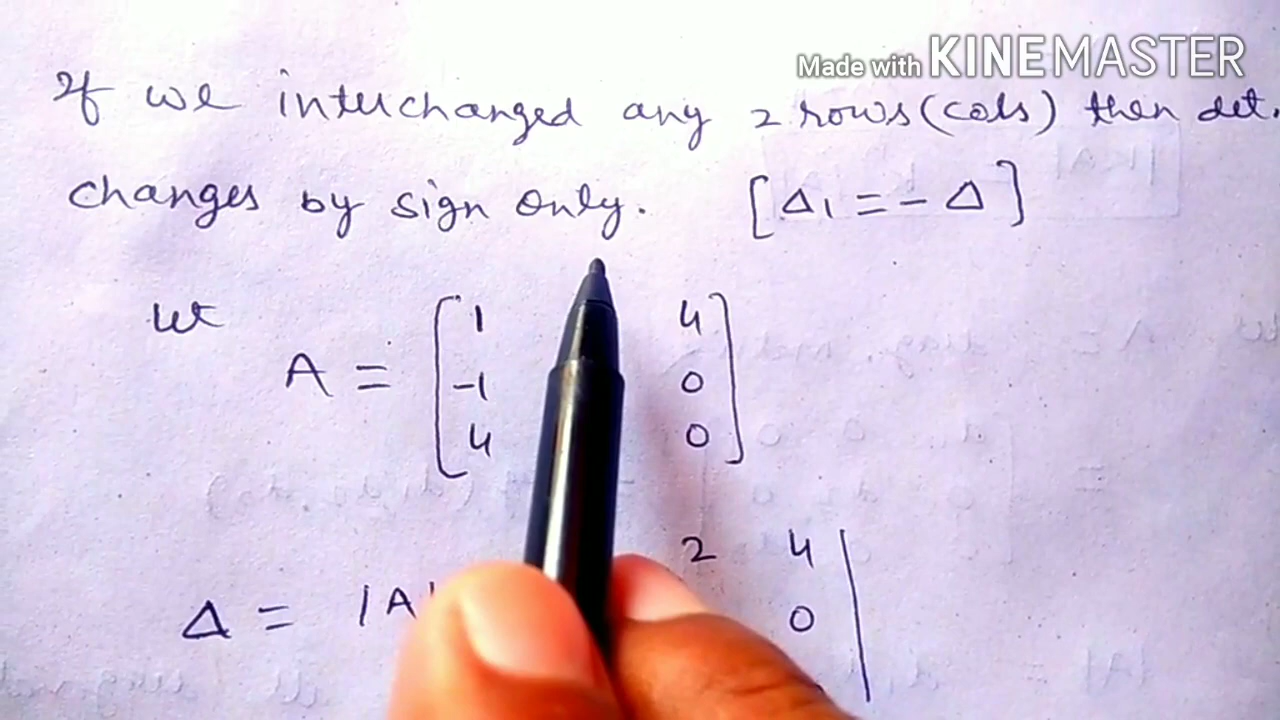 Made with KINEMASTER
If we interchanged any 2 rows (cols) then det.
changes by sign only. [Δ₁ = - Δ]
let
A = [ 1 4
-1 0
4 0 ]
2 4
Δ = |A| 0 |